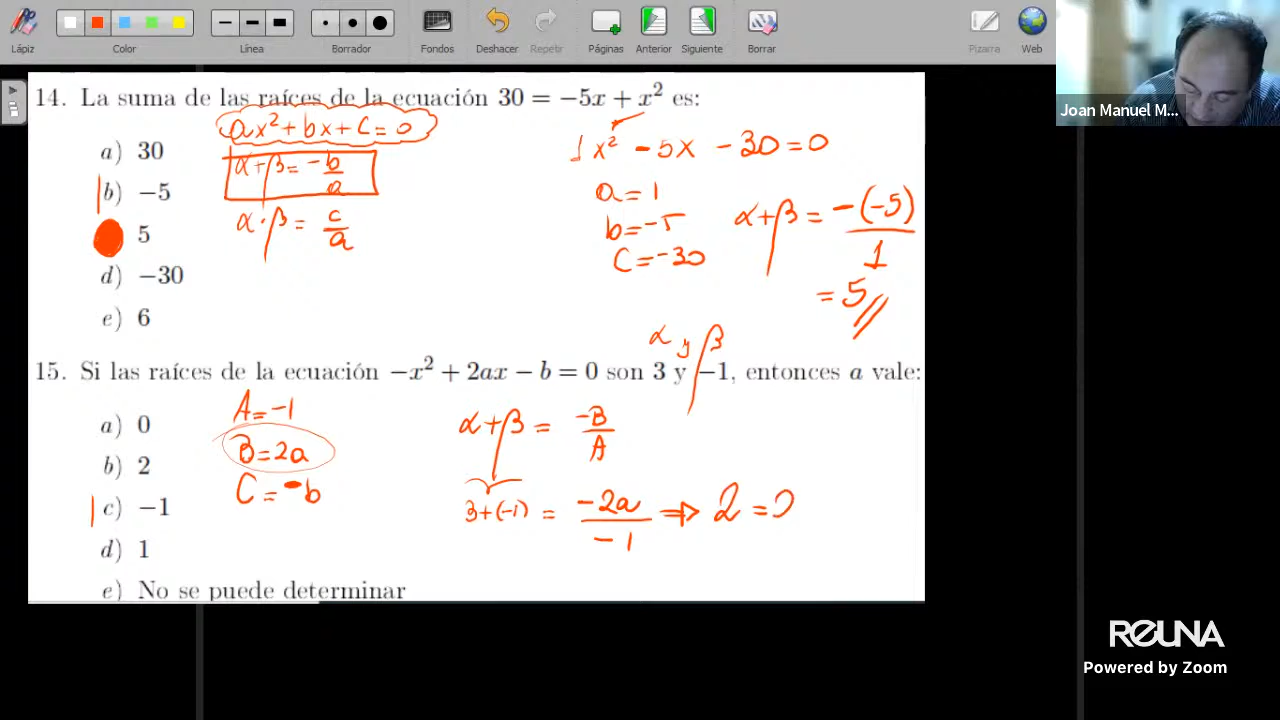 Lápiz Color Línea Borrador Fondos Deshacer Repetir Páginas Anterior Siguiente Borrar Pizarra Web
Joan Manuel M...
14. La suma de las raíces de la ecuación 30 = −5x + x² es:
ax² + bx + c = 0
a) 30
α+β = -b/a
1x² - 5x - 30 = 0
b) −5
a = 1
α·β = c/a
b = -5
α+β = -(-5)/1
5
c = -30
d) −30
= 5
e) 6
α y β
15. Si las raíces de la ecuación −x² + 2ax − b = 0 son 3 y −1, entonces a vale:
a) 0
A = -1
α+β = -B/A
b) 2
B = 2a
C = -b
c) −1
3+(-1) = -2a/-1 ⇒ 2 =
d) 1
e) No se puede determinar
REUNA
Powered by Zoom